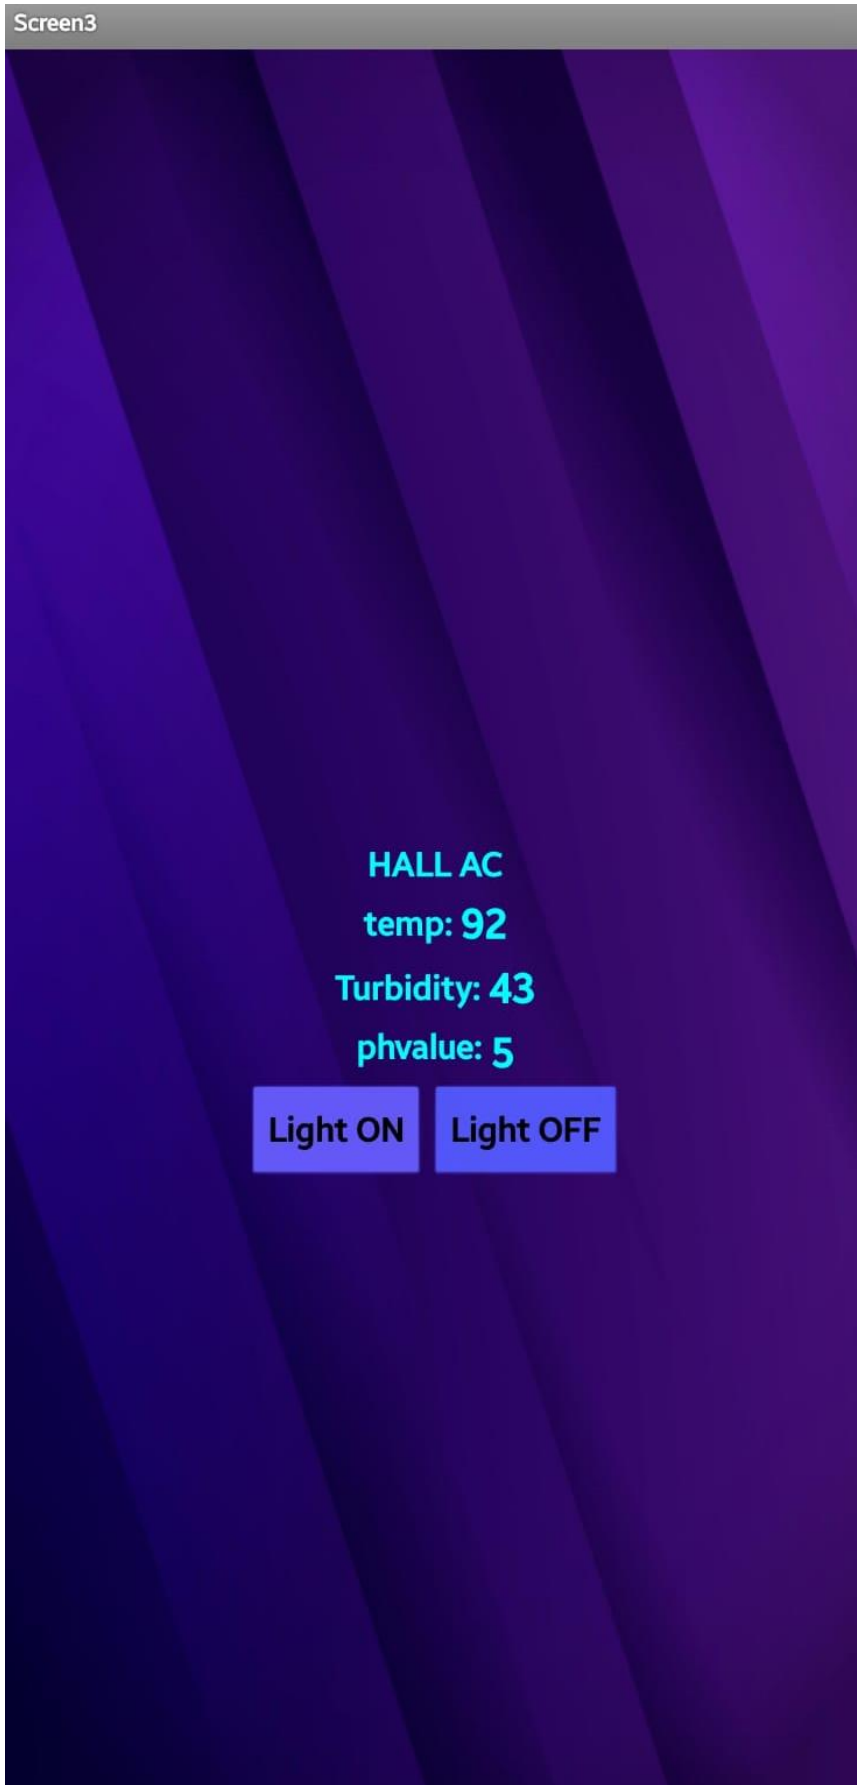 Screen3
HALL AC
temp: 92
Turbidity: 43
phvalue: 5
Light ON Light OFF